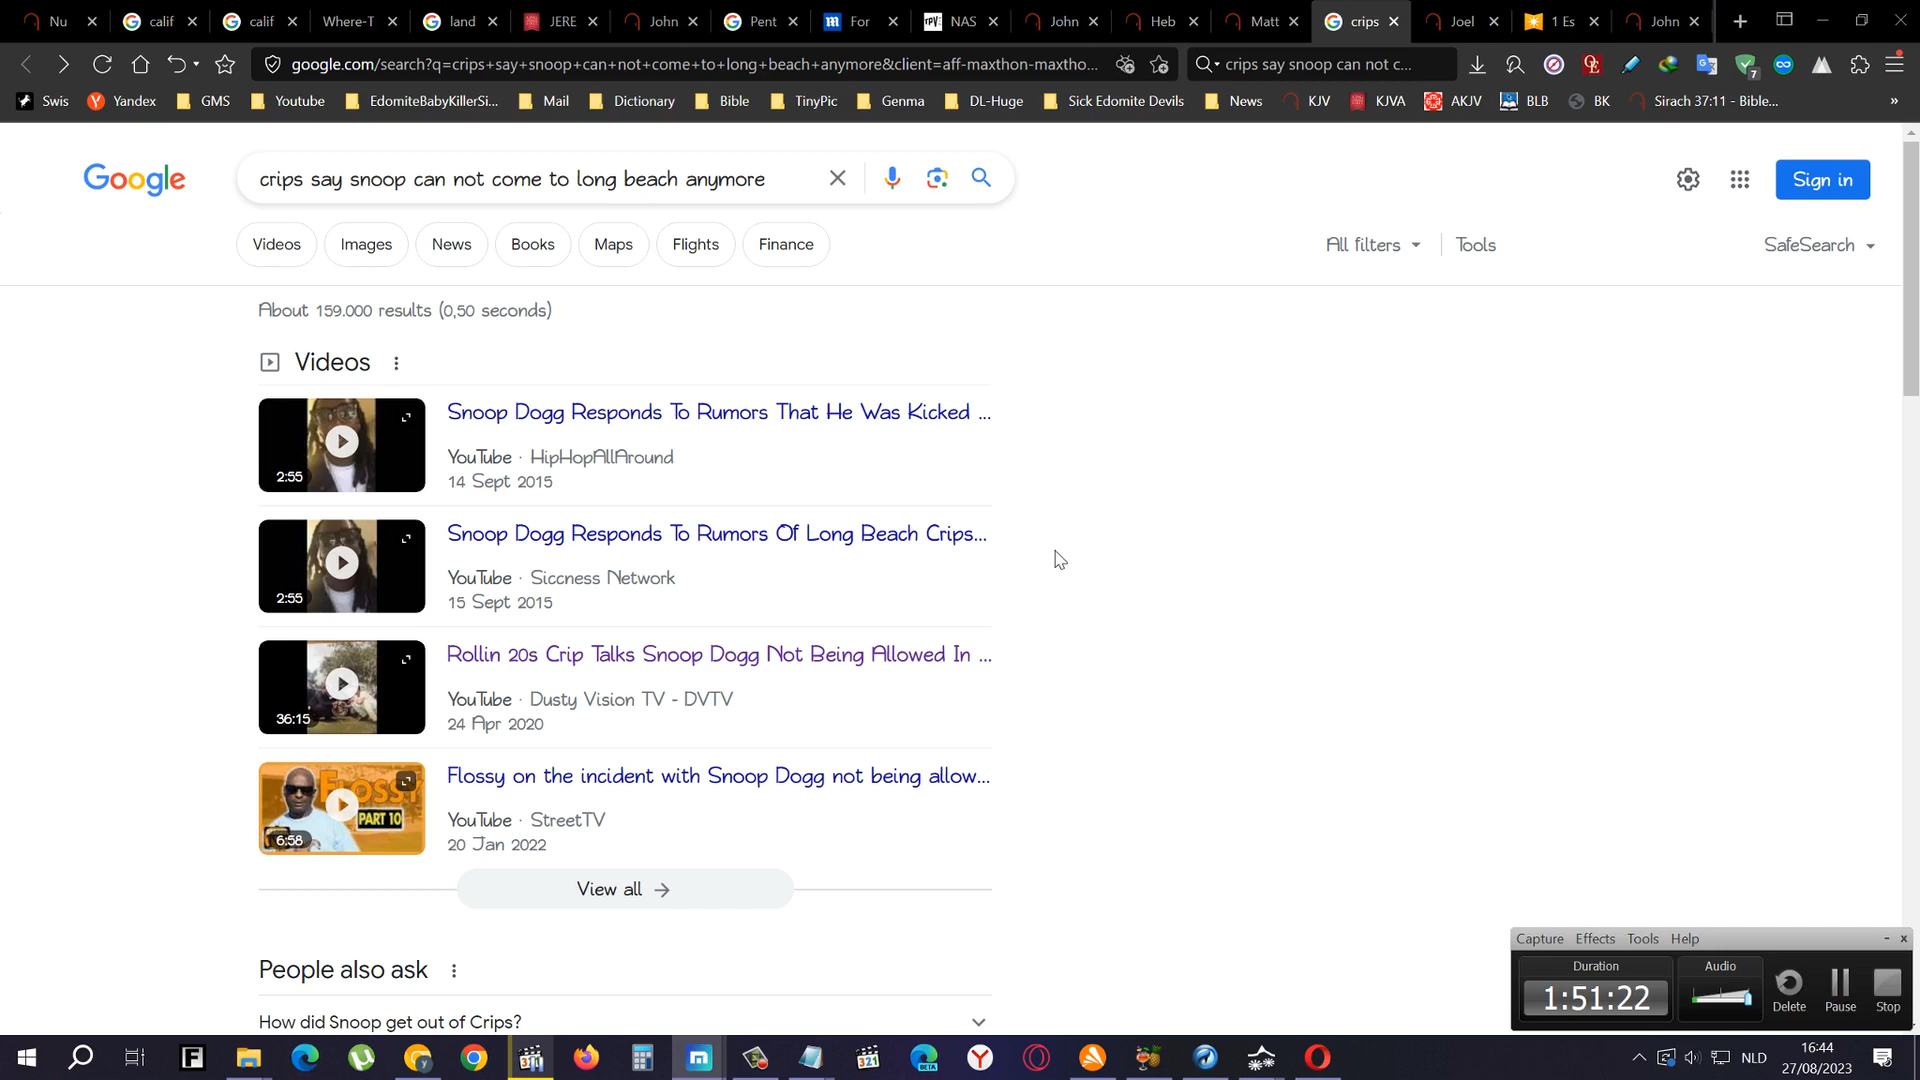 Nu
calif
calif
Where-T
land
JERE
John
Pent
For
NAS
John
Heb
Matt
crips
Joel
1 Es
John
google.com/search?q=crips+say+snoop+can+not+come+to+long+beach+anymore&client=aff-maxthon-maxtho...
crips say snoop can not c...
7
Swis
Yandex
GMS
Youtube
EdomiteBabyKillerSi...
Mail
Dictionary
Bible
TinyPic
Genma
DL-Huge
Sick Edomite Devils
News
KJV
KJVA
AKJV
BLB
BK
Sirach 37:11 - Bible...
Google
crips say snoop can not come to long beach anymore
Sign in
Videos
Images
News
Books
Maps
Flights
Finance
All filters
Tools
SafeSearch
About 159.000 results (0,50 seconds)
Videos
2:55
Snoop Dogg Responds To Rumors That He Was Kicked ...
YouTube · HipHopAllAround
14 Sept 2015
2:55
Snoop Dogg Responds To Rumors Of Long Beach Crips...
YouTube · Siccness Network
15 Sept 2015
36:15
Rollin 20s Crip Talks Snoop Dogg Not Being Allowed In ...
YouTube · Dusty Vision TV - DVTV
24 Apr 2020
FLOSSY
PART 10
6:58
Flossy on the incident with Snoop Dogg not being allow...
YouTube · StreetTV
20 Jan 2022
View all
People also ask
How did Snoop get out of Crips?
Capture Effects Tools Help
Duration
Audio
1:51:22
Delete
Pause
Stop
NLD
16:44
27/08/2023